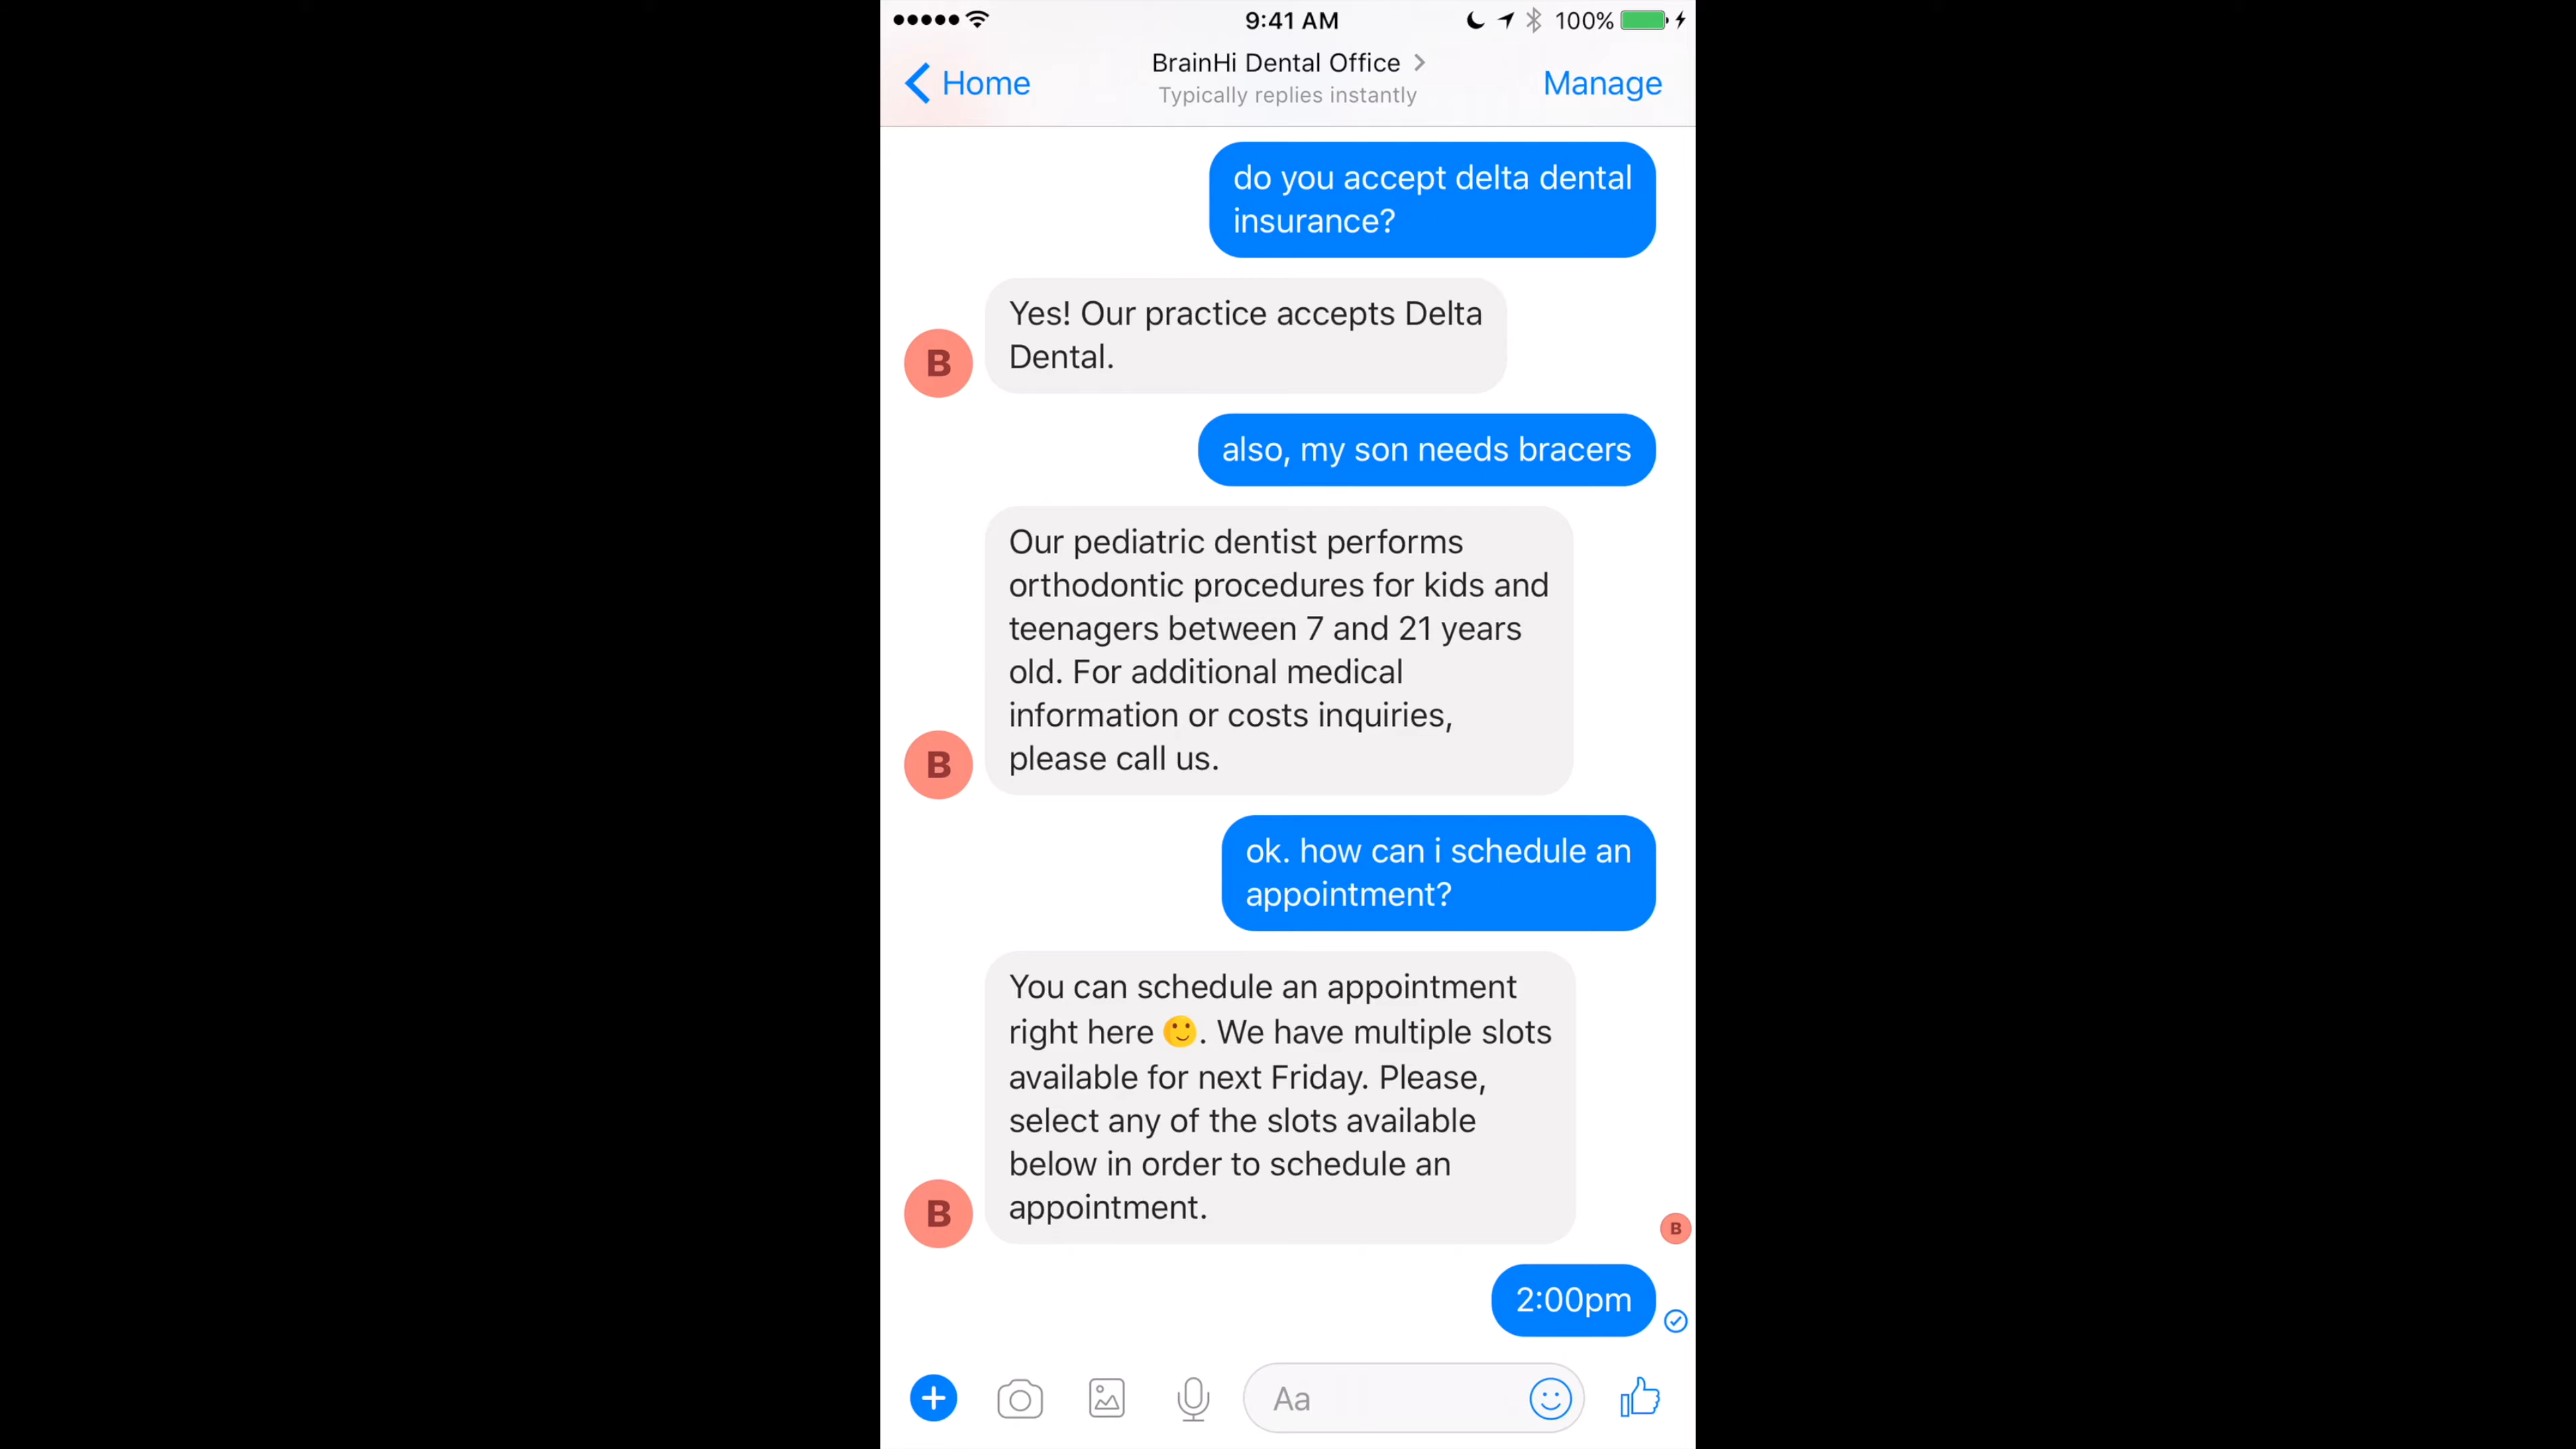 9:41 AM
100%
Home
BrainHi Dental Office
Typically replies instantly
Manage
do you accept delta dental
insurance?
Yes! Our practice accepts Delta
Dental.
B
also, my son needs bracers
Our pediatric dentist performs
orthodontic procedures for kids and
teenagers between 7 and 21 years
old. For additional medical
information or costs inquiries,
please call us.
B
ok. how can i schedule an
appointment?
You can schedule an appointment
right here 🙂. We have multiple slots
available for next Friday. Please,
select any of the slots available
below in order to schedule an
appointment.
B
B
2:00pm
Aa